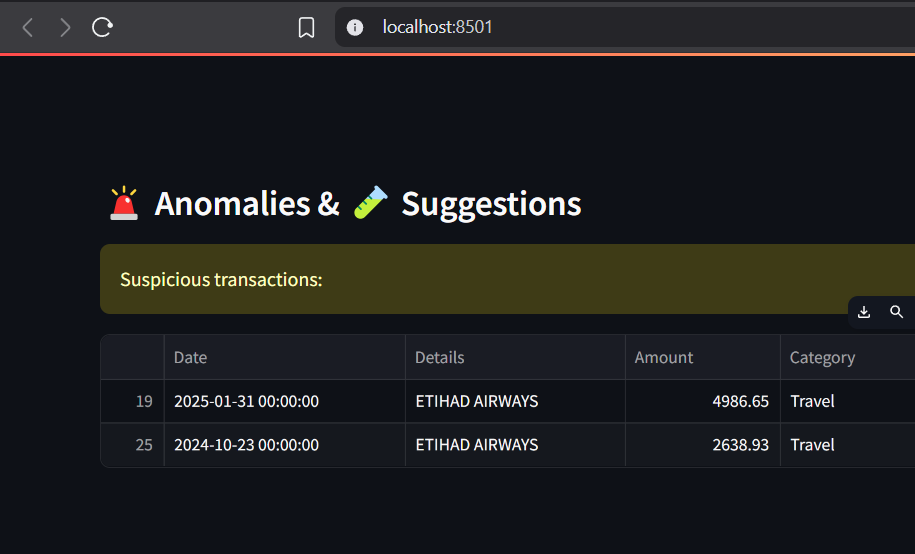 localhost:8501
Anomalies & Suggestions
Suspicious transactions:
Date Details Amount Category
19 2025-01-31 00:00:00 ETIHAD AIRWAYS 4986.65 Travel
25 2024-10-23 00:00:00 ETIHAD AIRWAYS 2638.93 Travel